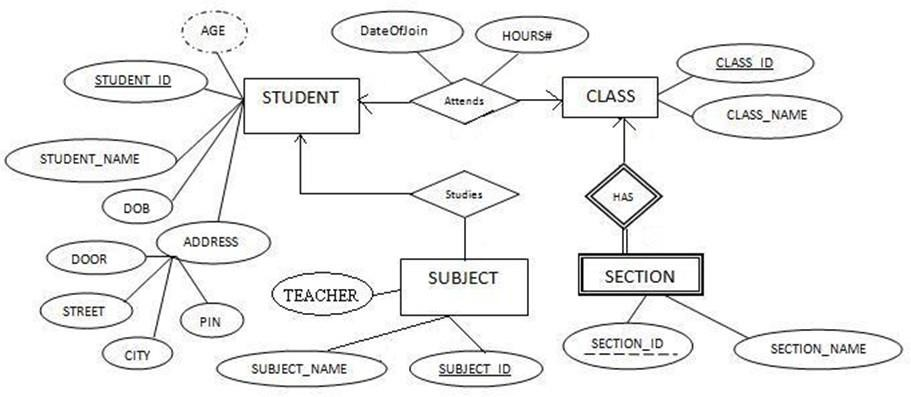 AGE
DateOfJoin
HOURS#
STUDENT_ID
STUDENT
Attends
CLASS
CLASS_ID
CLASS_NAME
STUDENT_NAME
DOB
Studies
HAS
ADDRESS
DOOR
STREET
CITY
PIN
TEACHER
SUBJECT
SECTION
SUBJECT_NAME
SUBJECT_ID
SECTION_ID
SECTION_NAME